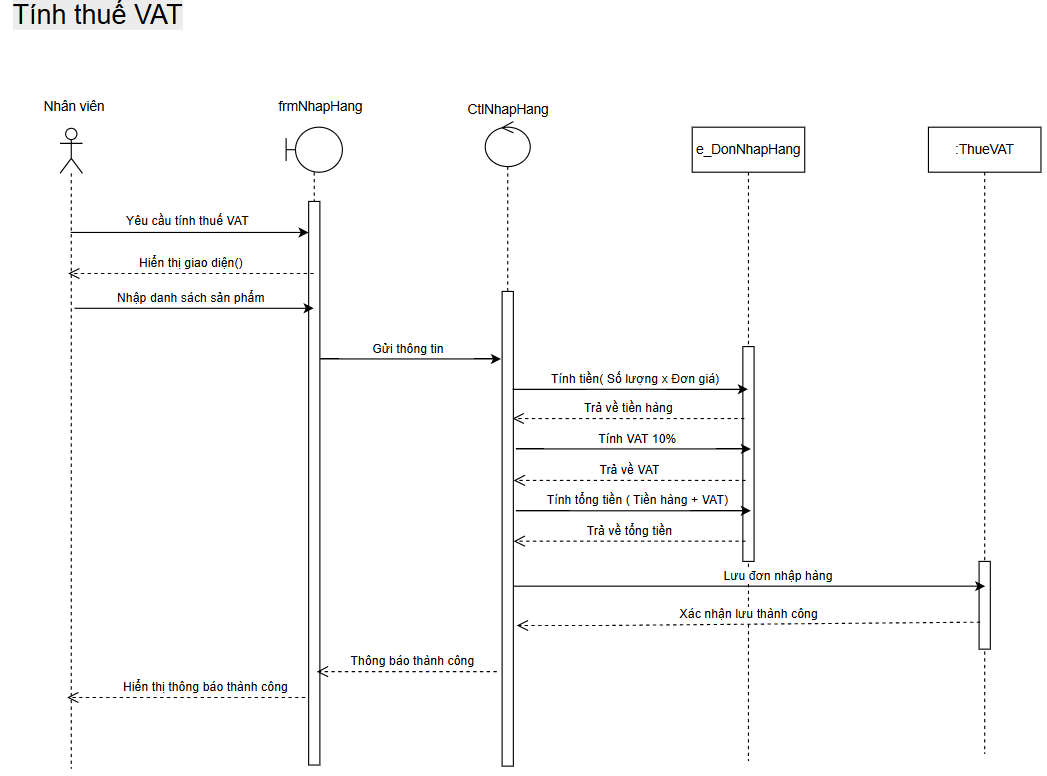 Tính thuế VAT
Nhân viên
frmNhapHang
CtlNhapHang
e_DonNhapHang
:ThueVAT
Yêu cầu tính thuế VAT
Hiển thị giao diện()
Nhập danh sách sản phẩm
Gửi thông tin
Tính tiền( Số lượng x Đơn giá)
Trả về tiền hàng
Tính VAT 10%
Trả về VAT
Tính tổng tiền ( Tiền hàng + VAT)
Trả về tổng tiền
Lưu đơn nhập hàng
Xác nhận lưu thành công
Thông báo thành công
Hiển thị thông báo thành công